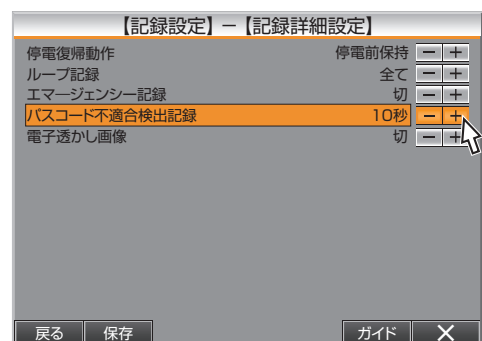 【記録設定】－【記録詳細設定】
停電復帰動作 停電前保持 － ＋
ループ記録 全て － ＋
エマージェンシー記録 切 － ＋
パスコード不適合検出記録 10秒 － ＋
電子透かし画像 切 － ＋
戻る 保存 ガイド ×